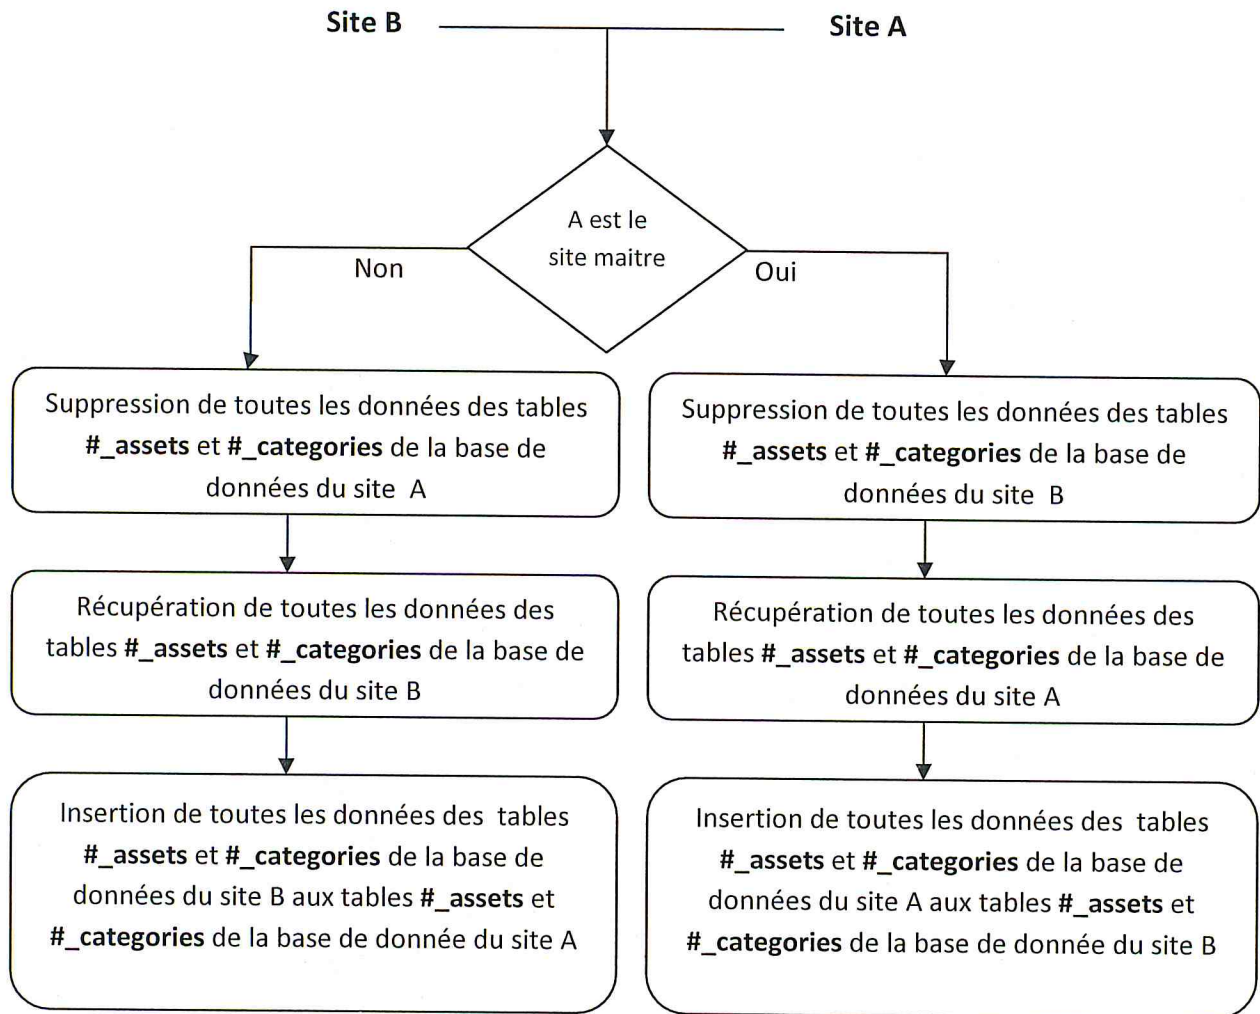 Site B
Site A
A est le
site maitre
Non
Oui
Suppression de toutes les données des tables
#_assets et #_categories de la base de
données du site A
Suppression de toutes les données des tables
#_assets et #_categories de la base de
données du site B
Récupération de toutes les données des
tables #_assets et #_categories de la base de
données du site B
Récupération de toutes les données des
tables #_assets et #_categories de la base de
données du site A
Insertion de toutes les données des tables
#_assets et #_categories de la base de
données du site B aux tables #_assets et
#_categories de la base de donnée du site A
Insertion de toutes les données des tables
#_assets et #_categories de la base de
données du site A aux tables #_assets et
#_categories de la base de donnée du site B